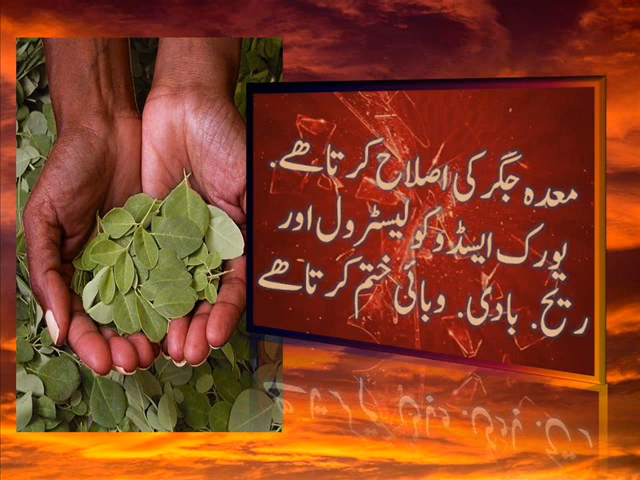 معدہ جگر کی اصلاح کرتا ھے.
یورک ایسڈ و کولیسٹرول اور
ریح. بادی. وبائی ختم کرتا ھے